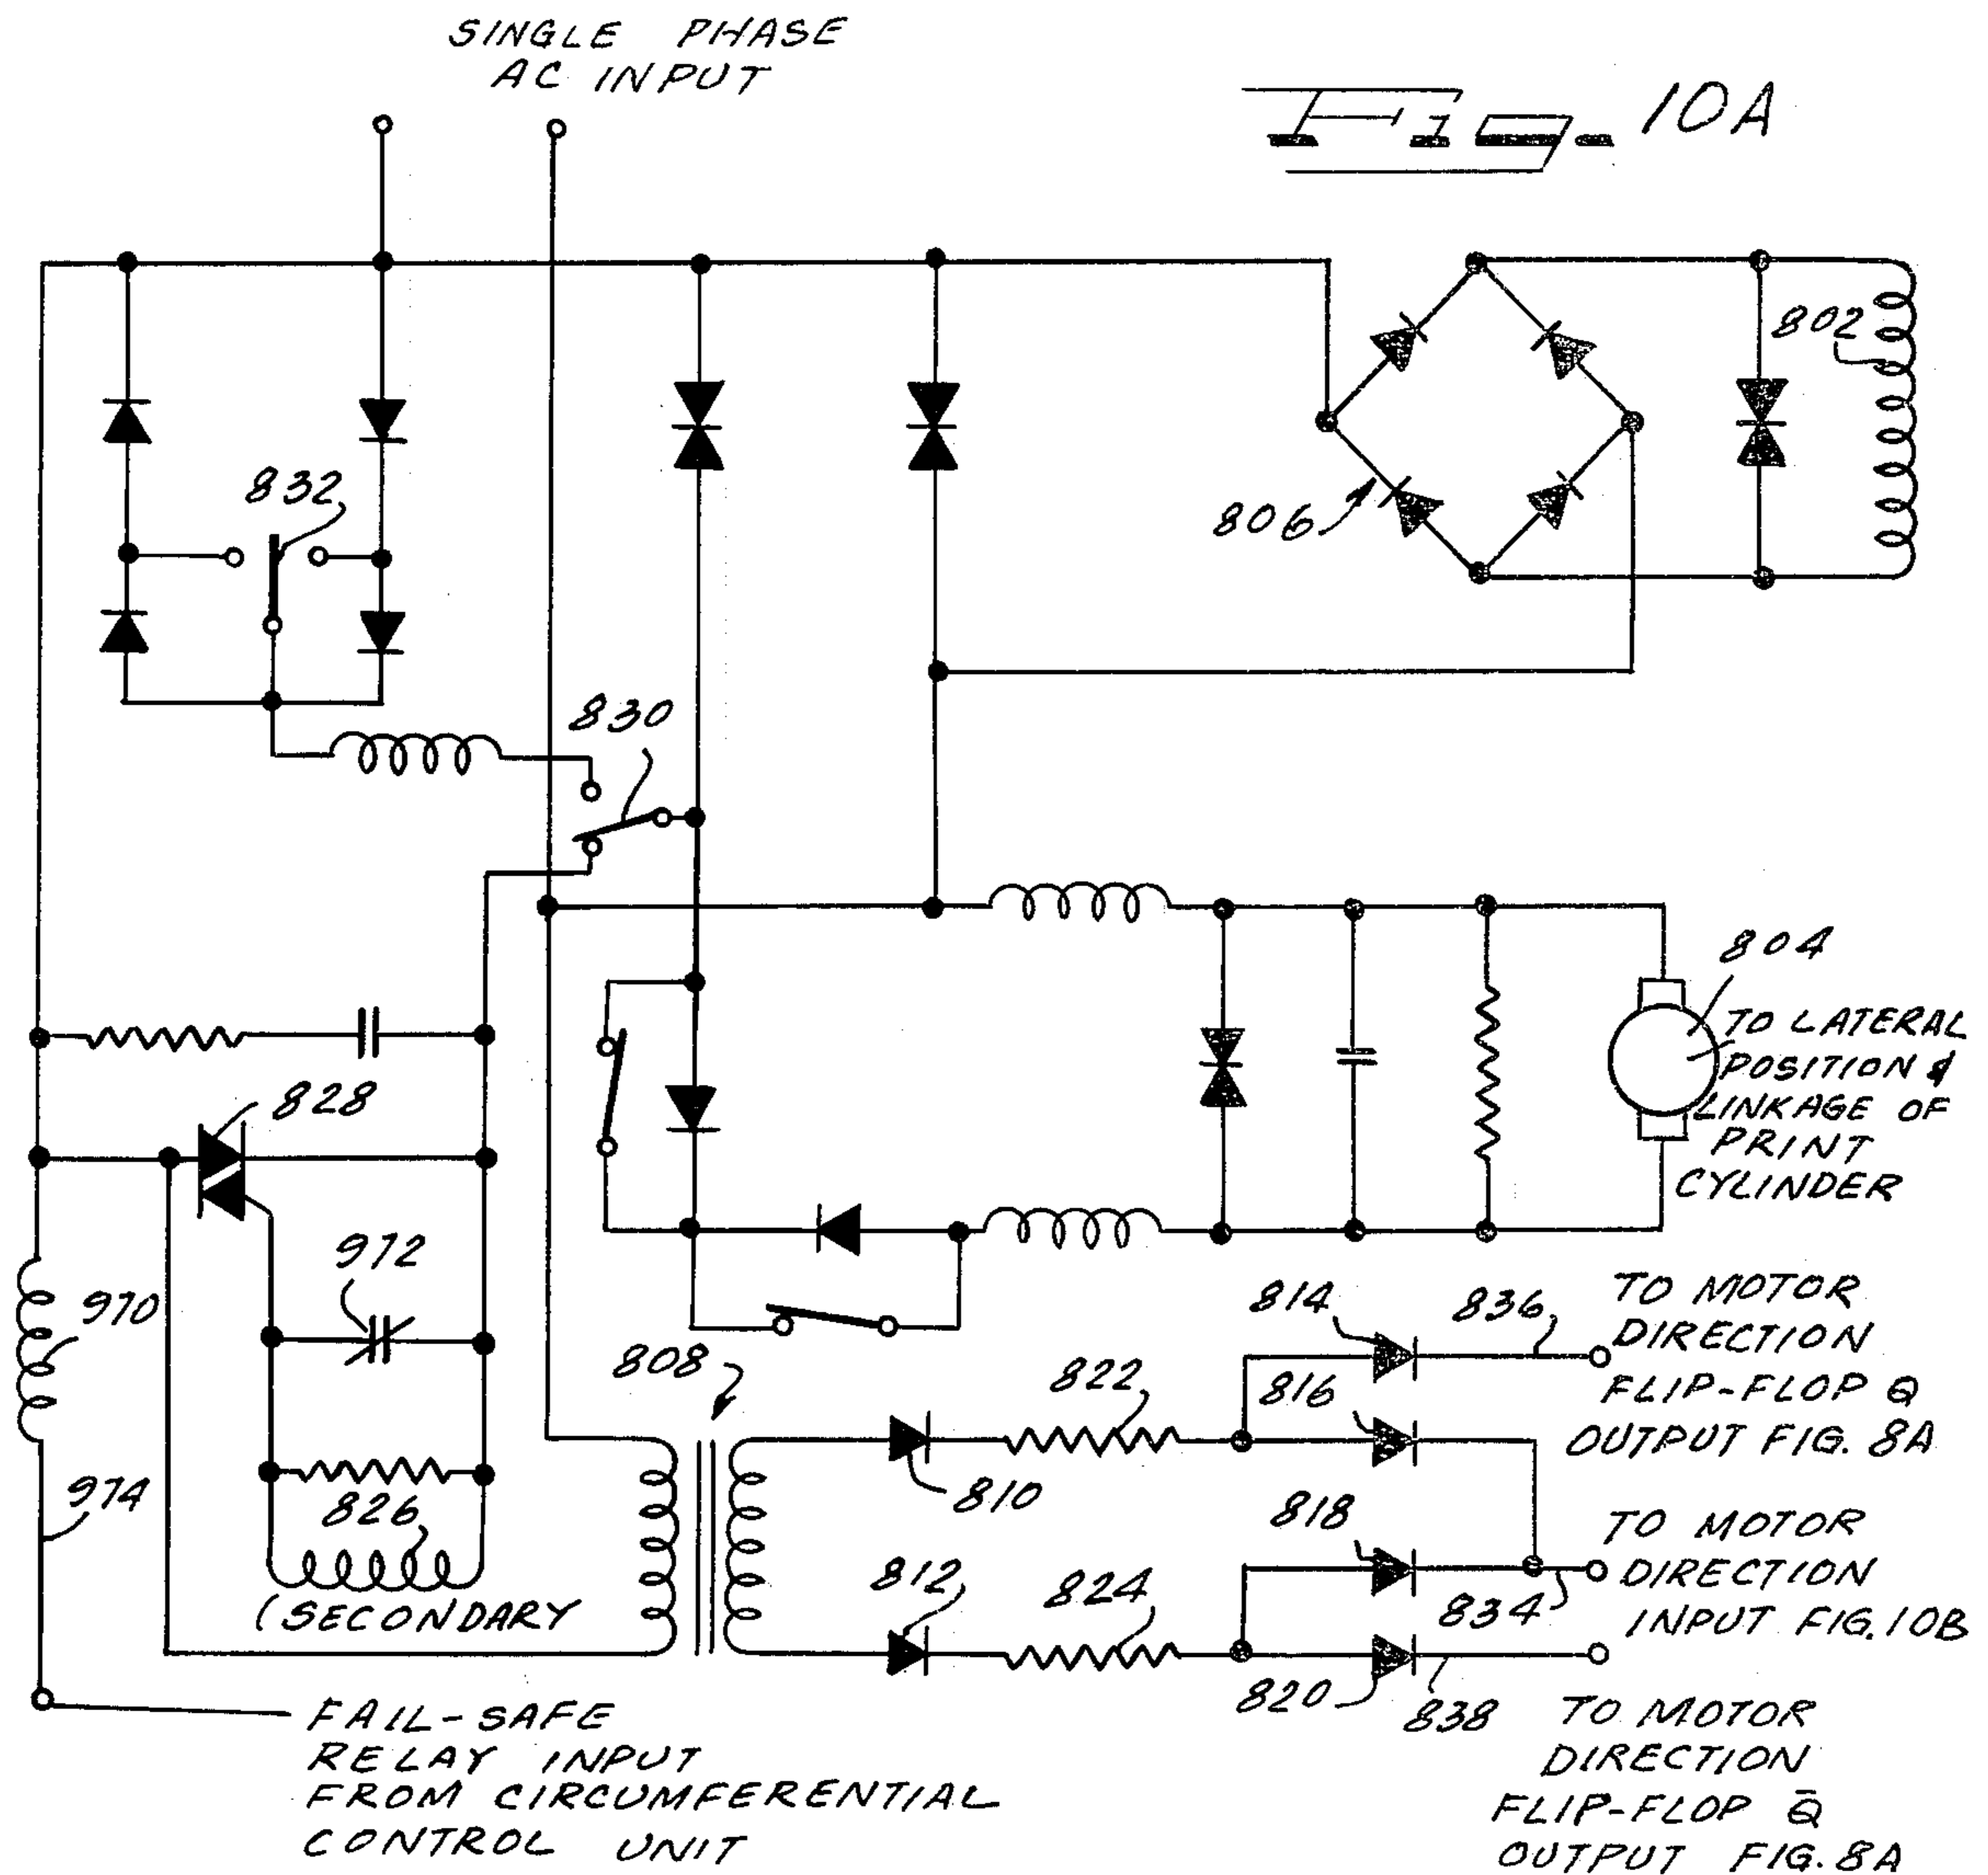 SINGLE PHASE
AC INPUT
Fig. 10A
802
832
806
830
804
TO LATERAL
POSITION &
LINKAGE OF
PRINT
CYLINDER
828
972
970
814
836
TO MOTOR
DIRECTION
FLIP-FLOP Q
OUTPUT FIG. 8A
808
822
816
810
974
826
(SECONDARY
818
TO MOTOR
DIRECTION
INPUT FIG. 10B
812
824
834
820
838
TO MOTOR
DIRECTION
FLIP-FLOP Q̄
OUTPUT FIG. 8A
FAIL-SAFE
RELAY INPUT
FROM CIRCUMFERENTIAL
CONTROL UNIT